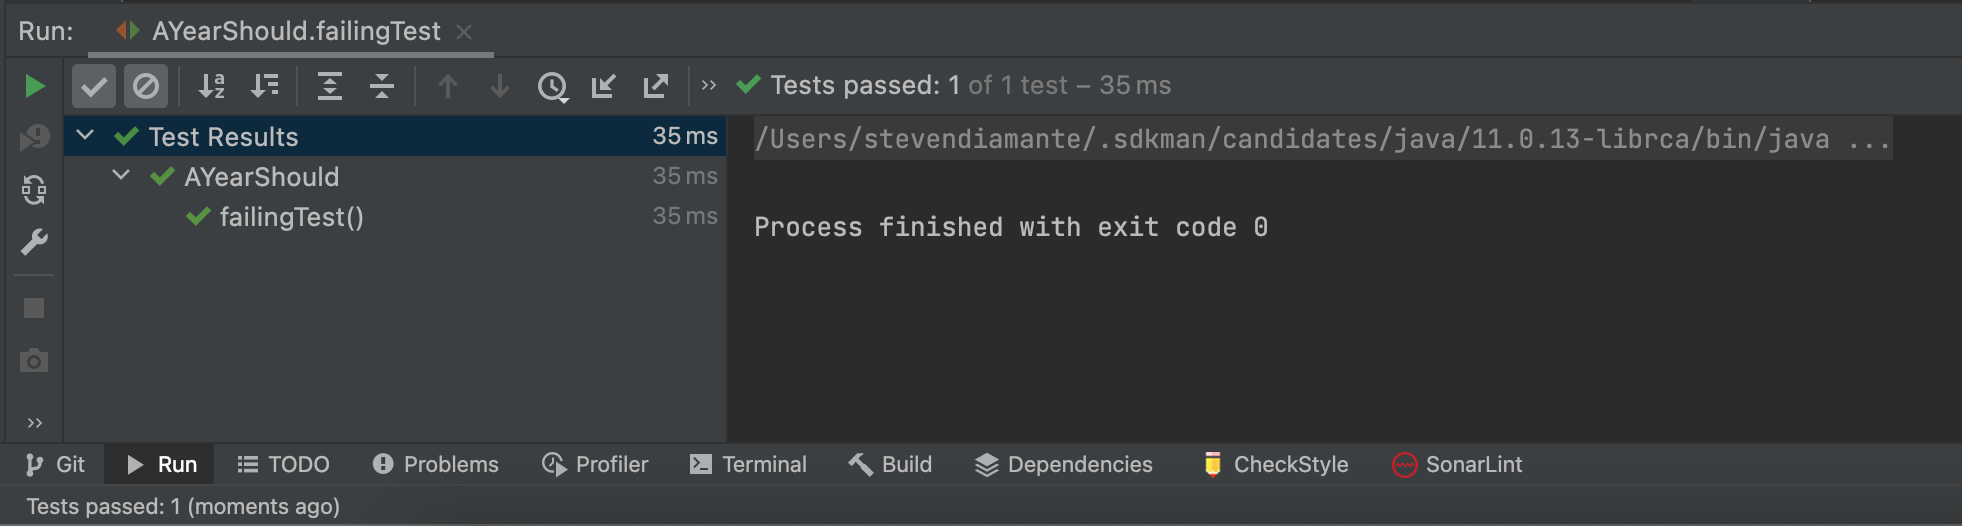 Run: AYearShould.failingTest
Tests passed: 1 of 1 test – 35 ms
Test Results 35 ms
AYearShould 35 ms
failingTest() 35 ms
/Users/stevendiamante/.sdkman/candidates/java/11.0.13-librca/bin/java ...
Process finished with exit code 0
Git Run TODO Problems Profiler Terminal Build Dependencies CheckStyle SonarLint
Tests passed: 1 (moments ago)